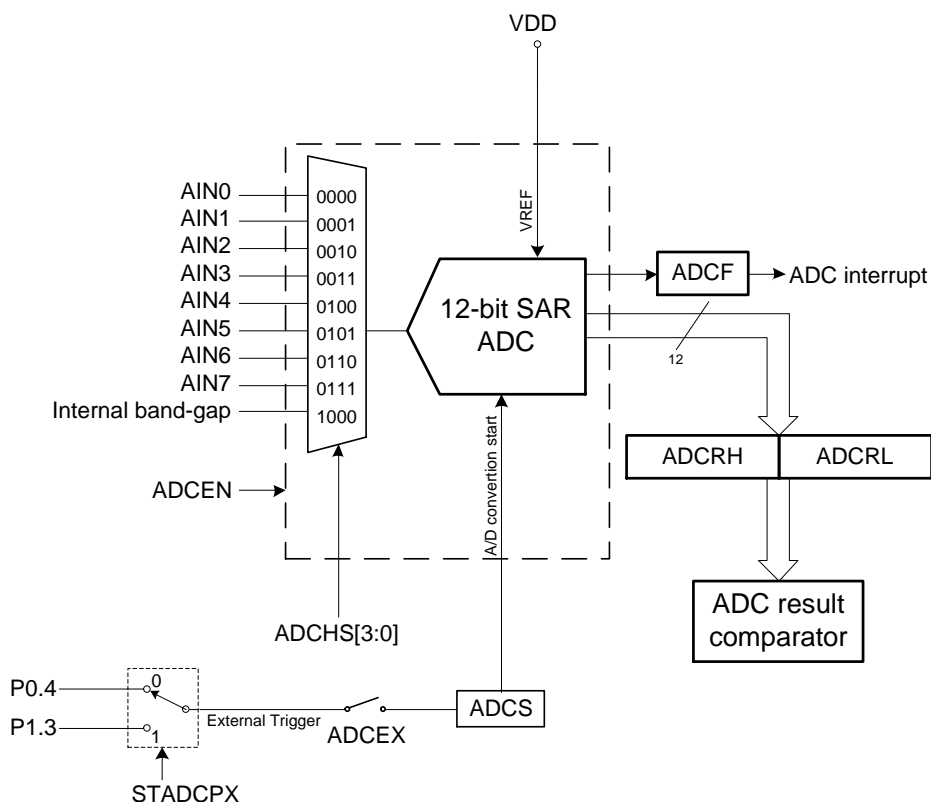 VDD
VREF
AIN0 0000
AIN1 0001
AIN2 0010
AIN3 0011
AIN4 0100
AIN5 0101
AIN6 0110
AIN7 0111
Internal band-gap 1000
12-bit SAR
ADC
ADCF
ADC interrupt
12
ADCRH ADCRL
ADCEN
A/D convertion start
ADC result
comparator
ADCHS[3:0]
P0.4 0
P1.3 1
External Trigger
ADCEX
ADCS
STADCPX